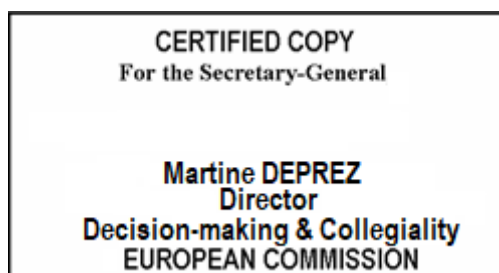 CERTIFIED COPY
For the Secretary-General
Martine DEPREZ
Director
Decision-making & Collegiality
EUROPEAN COMMISSION